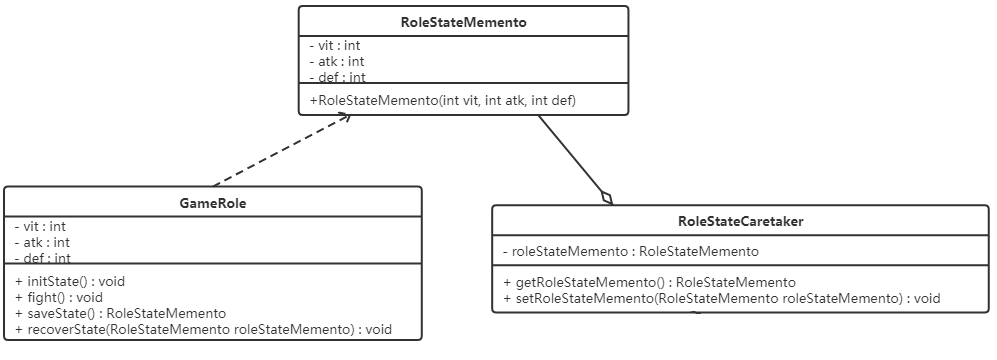 RoleStateMemento
- vit : int
- atk : int
- def : int
+RoleStateMemento(int vit, int atk, int def)
GameRole
- vit : int
- atk : int
- def : int
+ initState() : void
+ fight() : void
+ saveState() : RoleStateMemento
+ recoverState(RoleStateMemento roleStateMemento) : void
RoleStateCaretaker
- roleStateMemento : RoleStateMemento
+ getRoleStateMemento() : RoleStateMemento
+ setRoleStateMemento(RoleStateMemento roleStateMemento) : void